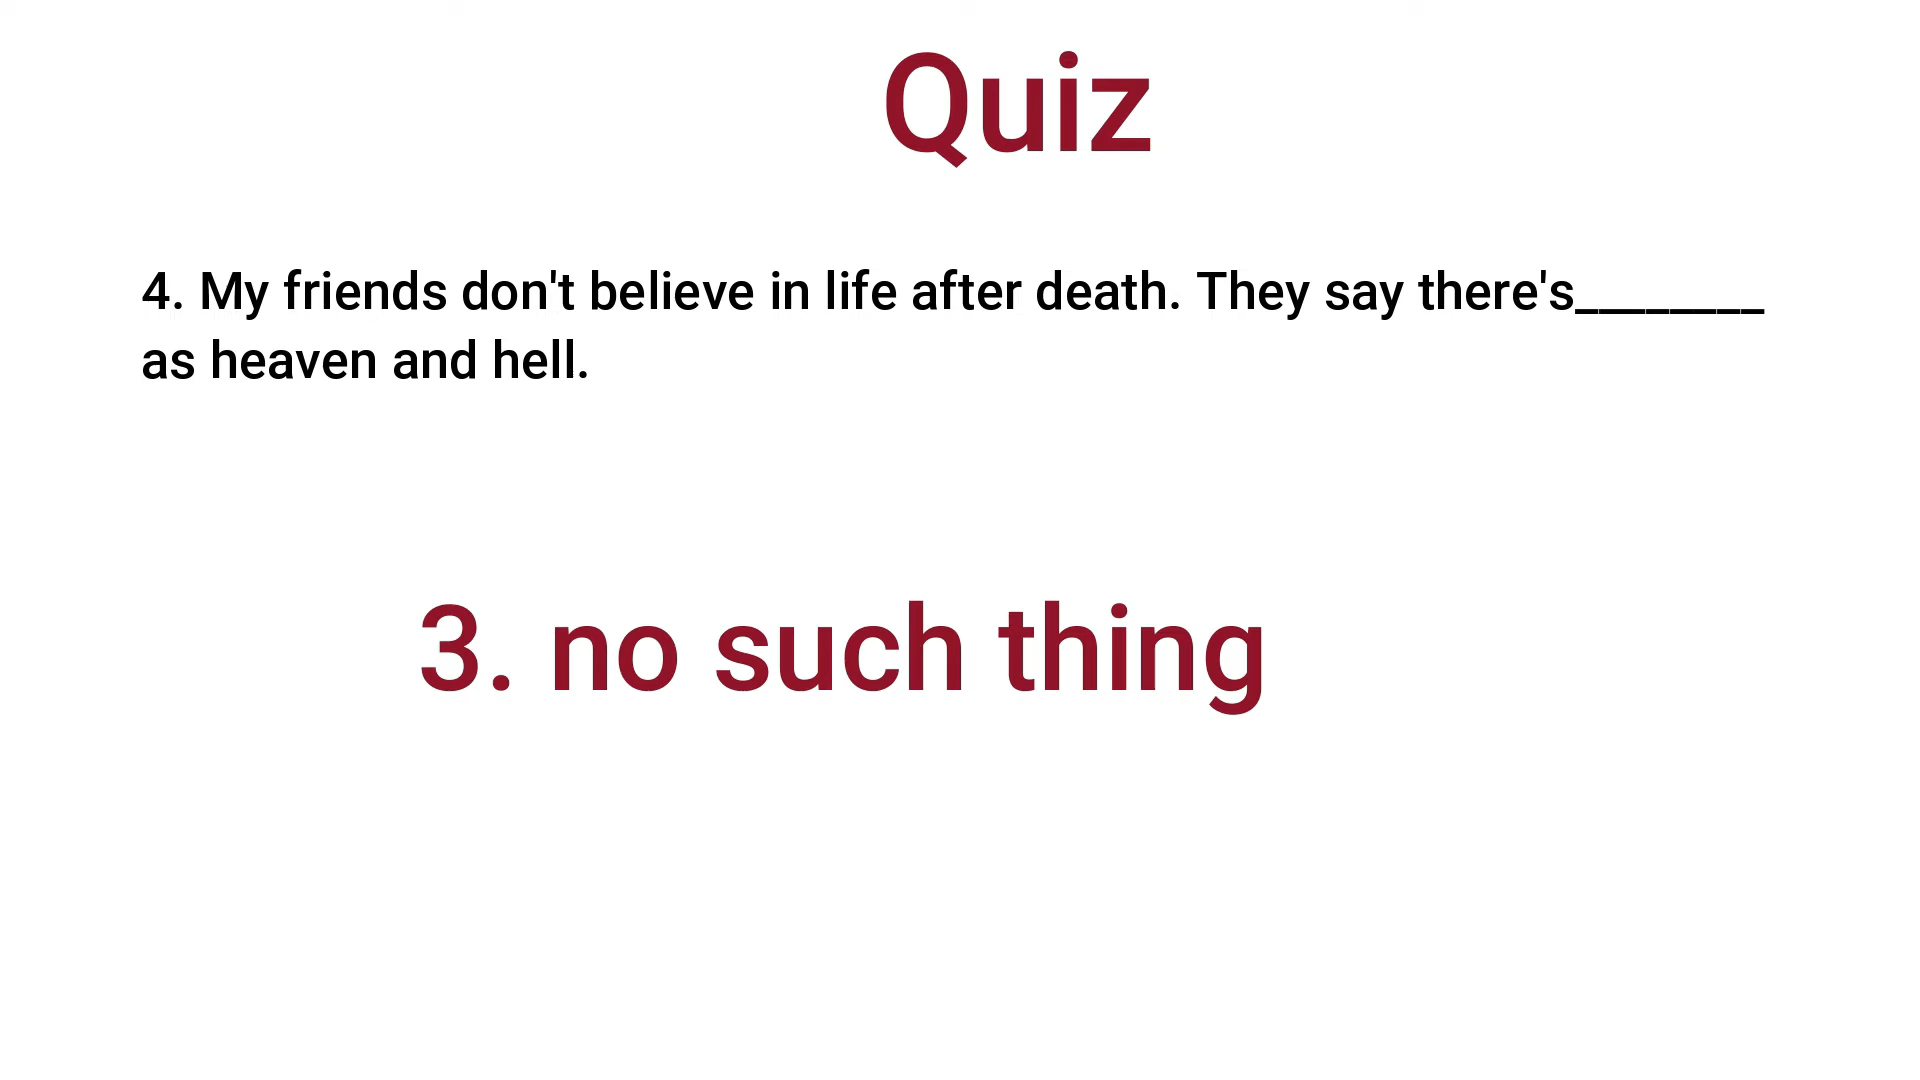 Quiz
4. My friends don't believe in life after death. They say there's________
as heaven and hell.
3. no such thing